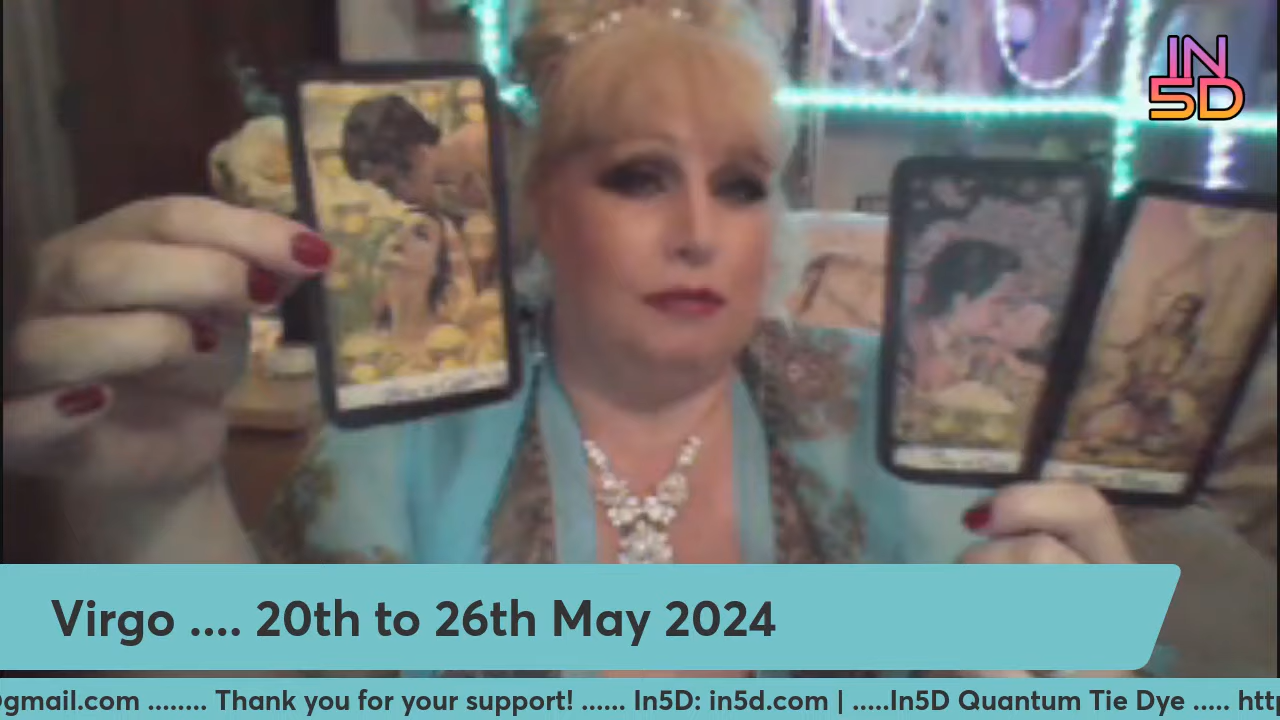 IN
5D
Virgo .... 20th to 26th May 2024
@gmail.com ........ Thank you for your support! ...... In5D: in5d.com | .....In5D Quantum Tie Dye ..... http